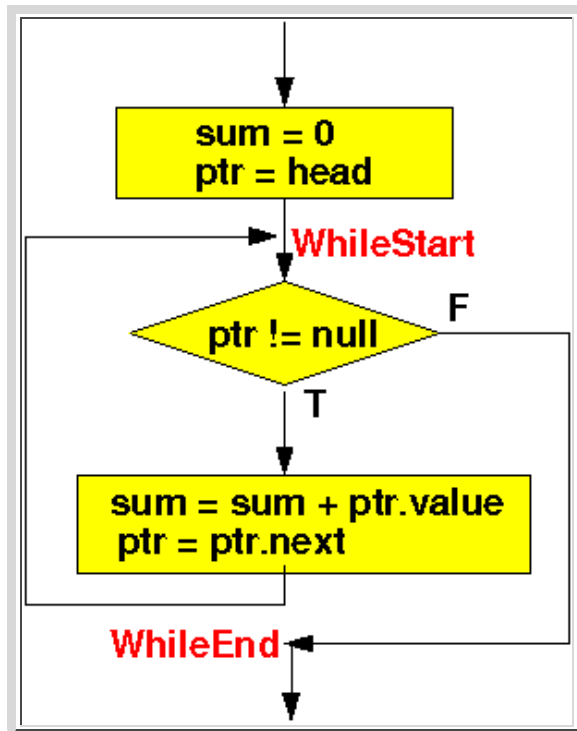 sum = 0
ptr = head
WhileStart
ptr != null
F
T
sum = sum + ptr.value
ptr = ptr.next
WhileEnd